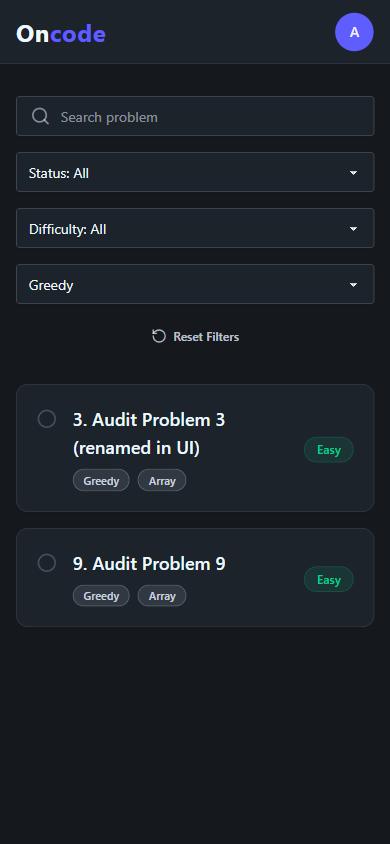 Oncode
A
Search problem
Status: All
Difficulty: All
Greedy
Reset Filters
3. Audit Problem 3
(renamed in UI)
Easy
Greedy Array
9. Audit Problem 9
Easy
Greedy Array